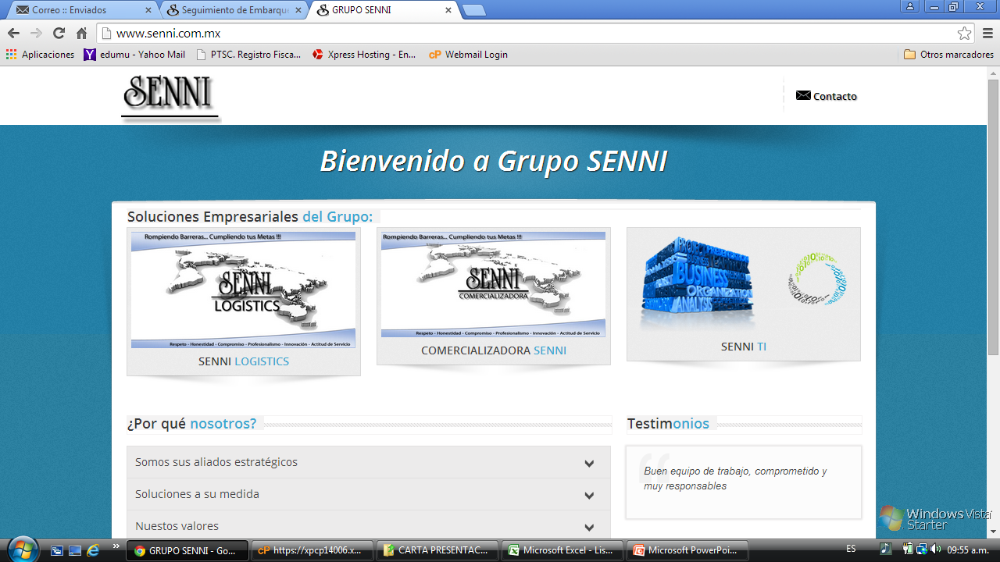 Correo :: Enviados
Seguimiento de Embarque
GRUPO SENNI
www.senni.com.mx
Aplicaciones
edumu - Yahoo Mail
PTSC. Registro Fisca...
Xpress Hosting - En...
cP Webmail Login
Otros marcadores
SENNI
Contacto
Bienvenido a Grupo SENNI
Soluciones Empresariales del Grupo:
Rompiendo Barreras... Cumpliendo tus Metas !!!
SENNI
LOGISTICS
Respeto - Honestidad - Compromiso - Profesionalismo - Innovación - Actitud de Servicio
SENNI LOGISTICS
Rompiendo Barreras... Cumpliendo tus Metas !!!
SENNI
COMERCIALIZADORA
Respeto - Honestidad - Compromiso - Profesionalismo - Innovación - Actitud de Servicio
COMERCIALIZADORA SENNI
BUSINESS
ORGANIZATION
ANALYSIS
SENNI TI
¿Por qué nosotros?
Somos sus aliados estratégicos
Soluciones a su medida
Nuestos valores
Testimonios
Buen equipo de trabajo, comprometido y
muy responsables
Windows Vista
Starter
GRUPO SENNI - Go...
cP https://xpcp14006.x...
CARTA PRESENTAC...
Microsoft Excel - Lis...
Microsoft PowerPoi...
ES
09:55 a.m.